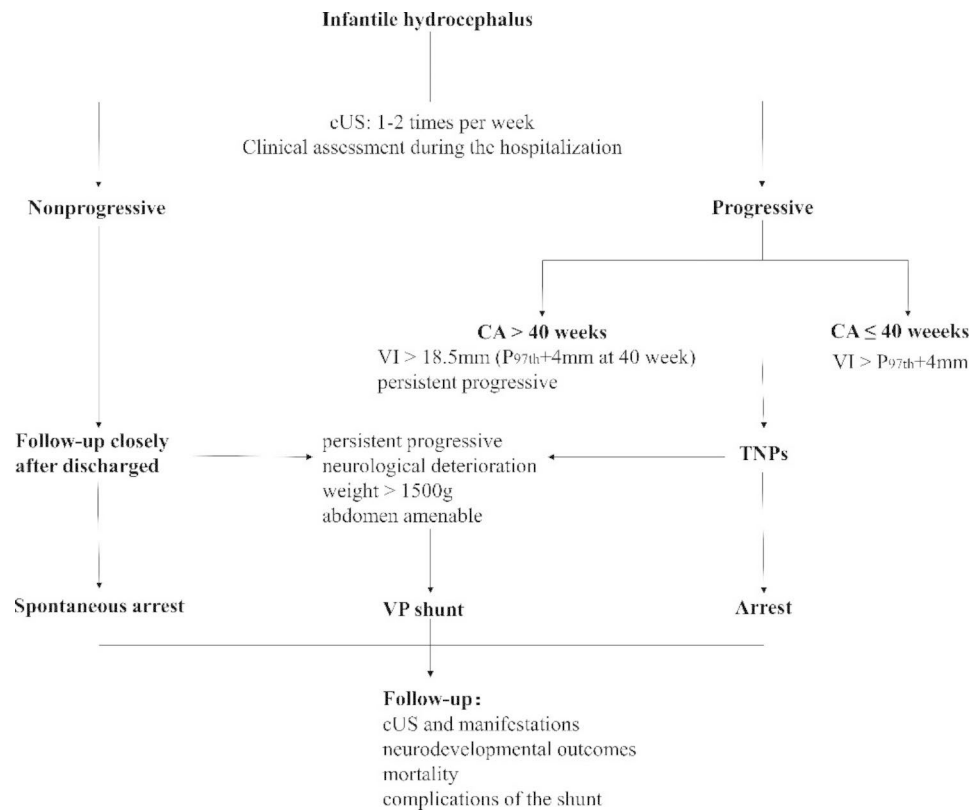 Infantile hydrocephalus
cUS: 1-2 times per week
Clinical assessment during the hospitalization
Nonprogressive
Progressive
CA > 40 weeks
VI > 18.5mm (P97th+4mm at 40 week)
persistent progressive
CA ≤ 40 weeeks
VI > P97th+4mm
Follow-up closely
after discharged
persistent progressive
neurological deterioration
weight > 1500g
abdomen amenable
TNPs
Spontaneous arrest
VP shunt
Arrest
Follow-up:
cUS and manifestations
neurodevelopmental outcomes
mortality
complications of the shunt